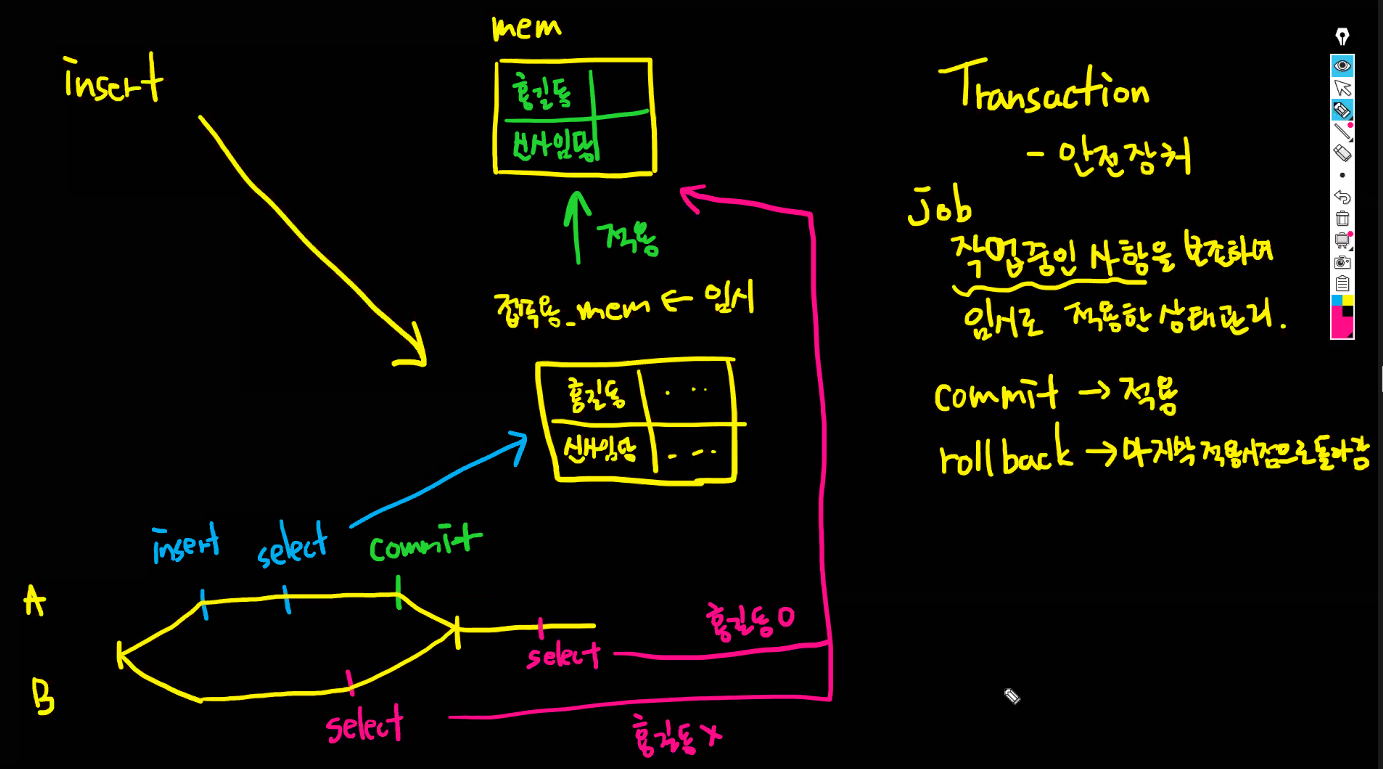 mem
insert
홍길동
신사임당
적용
접두용_mem ← 임시
홍길동 . ..
신사임당 - -.-
insert
select
commit
A
B
select
select
홍길동 O
홍길동 X
Transaction
- 안전장치
job
작업중인 사항을 보존하며
임시로 적용한 상태관리.
commit → 적용
rollback → 마지막 적용시점으로 돌아감